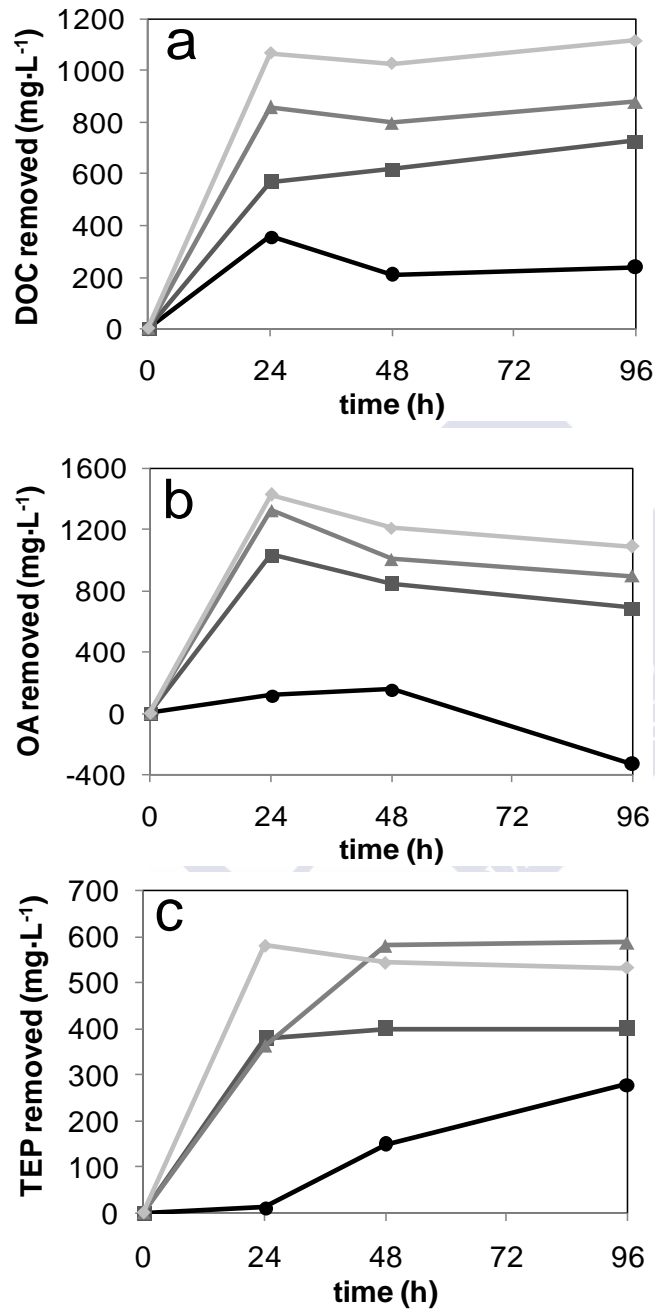 a
DOC removed (mg·L⁻¹)
1200
1000
800
600
400
200
0
0 24 48 72 96
time (h)
b
OA removed (mg·L⁻¹)
1600
1200
800
400
0
-400
0 24 48 72 96
time (h)
c
TEP removed (mg·L⁻¹)
700
600
500
400
300
200
100
0
0 24 48 72 96
time (h)